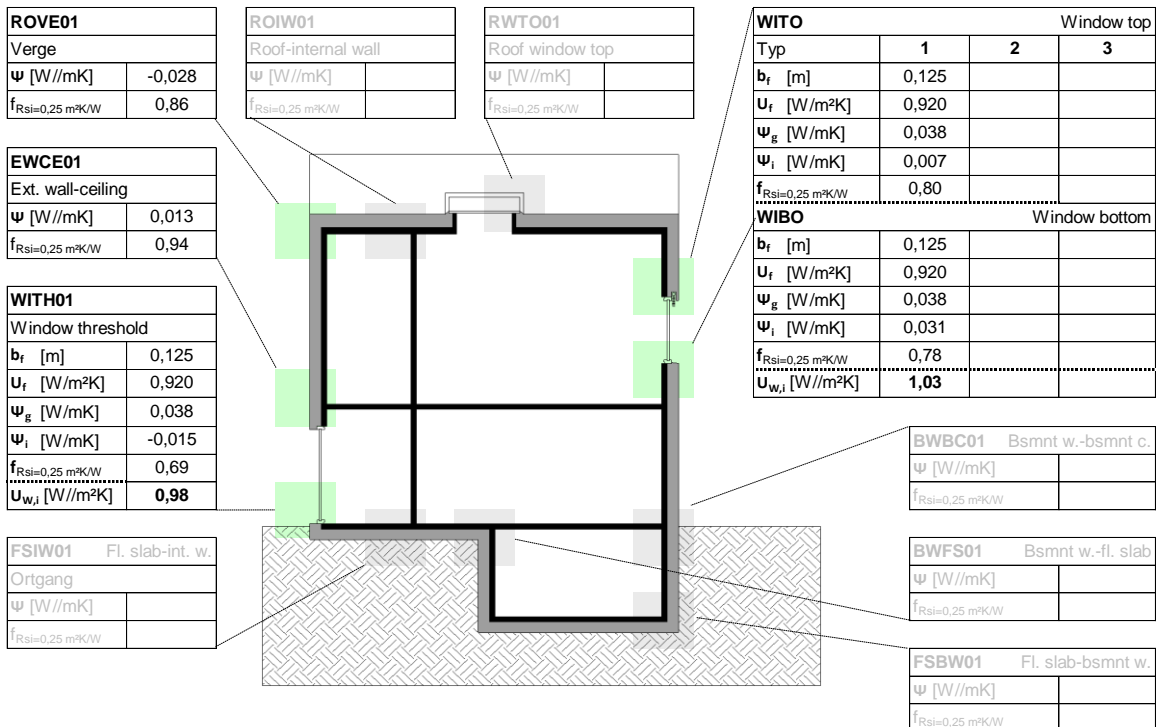 ROVE01
Verge
Ψ [W//mK] -0,028
fRsi=0,25 m²K/W 0,86
EWCE01
Ext. wall-ceiling
Ψ [W//mK] 0,013
fRsi=0,25 m²K/W 0,94
WITH01
Window threshold
bf [m] 0,125
Uf [W/m²K] 0,920
Ψg [W/mK] 0,038
Ψi [W/mK] -0,015
fRsi=0,25 m²K/W 0,69
UW,i [W//m²K] 0,98
FSIW01 Fl. slab-int. w.
Ortgang
Ψ [W//mK]
fRsi=0,25 m²K/W
ROIW01
Roof-internal wall
Ψ [W//mK]
fRsi=0,25 m²K/W
RWTO01
Roof window top
Ψ [W//mK]
fRsi=0,25 m²K/W
WITO Window top
Typ 1 2 3
bf [m] 0,125
Uf [W/m²K] 0,920
Ψg [W/mK] 0,038
Ψi [W/mK] 0,007
fRsi=0,25 m²K/W 0,80
WIBO Window bottom
bf [m] 0,125
Uf [W/m²K] 0,920
Ψg [W/mK] 0,038
Ψi [W/mK] 0,031
fRsi=0,25 m²K/W 0,78
UW,i [W//m²K] 1,03
BWBC01 Bsmnt w.-bsmnt c.
Ψ [W//mK]
fRsi=0,25 m²K/W
BWFS01 Bsmnt w.-fl. slab
Ψ [W//mK]
fRsi=0,25 m²K/W
FSBW01 Fl. slab-bsmnt w.
Ψ [W//mK]
fRsi=0,25 m²K/W